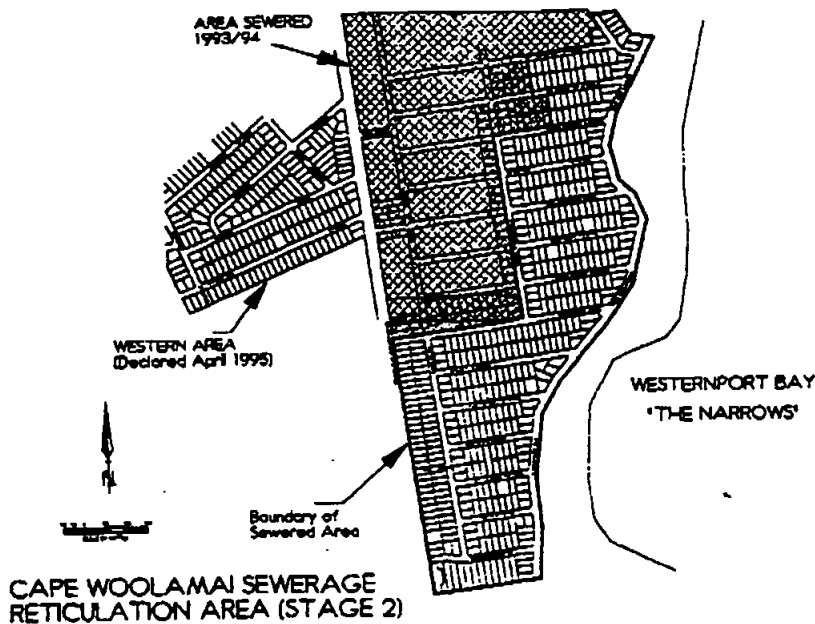 AREA SEWERED
1993/94
WESTERN AREA
(Declared April 1995)
WESTERNPORT BAY
"THE NARROWS"
N
Boundary of
Sewered Area
CAPE WOOLAMAI SEWERAGE
RETICULATION AREA (STAGE 2)